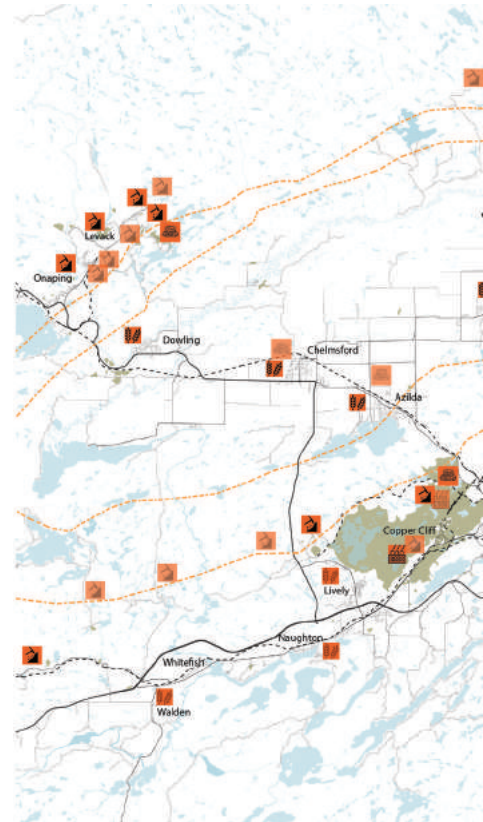 Levack
Onaping
Dowling
Chelmsford
Azilda
Copper Cliff
Lively
Naughton
Whitefish
Walden